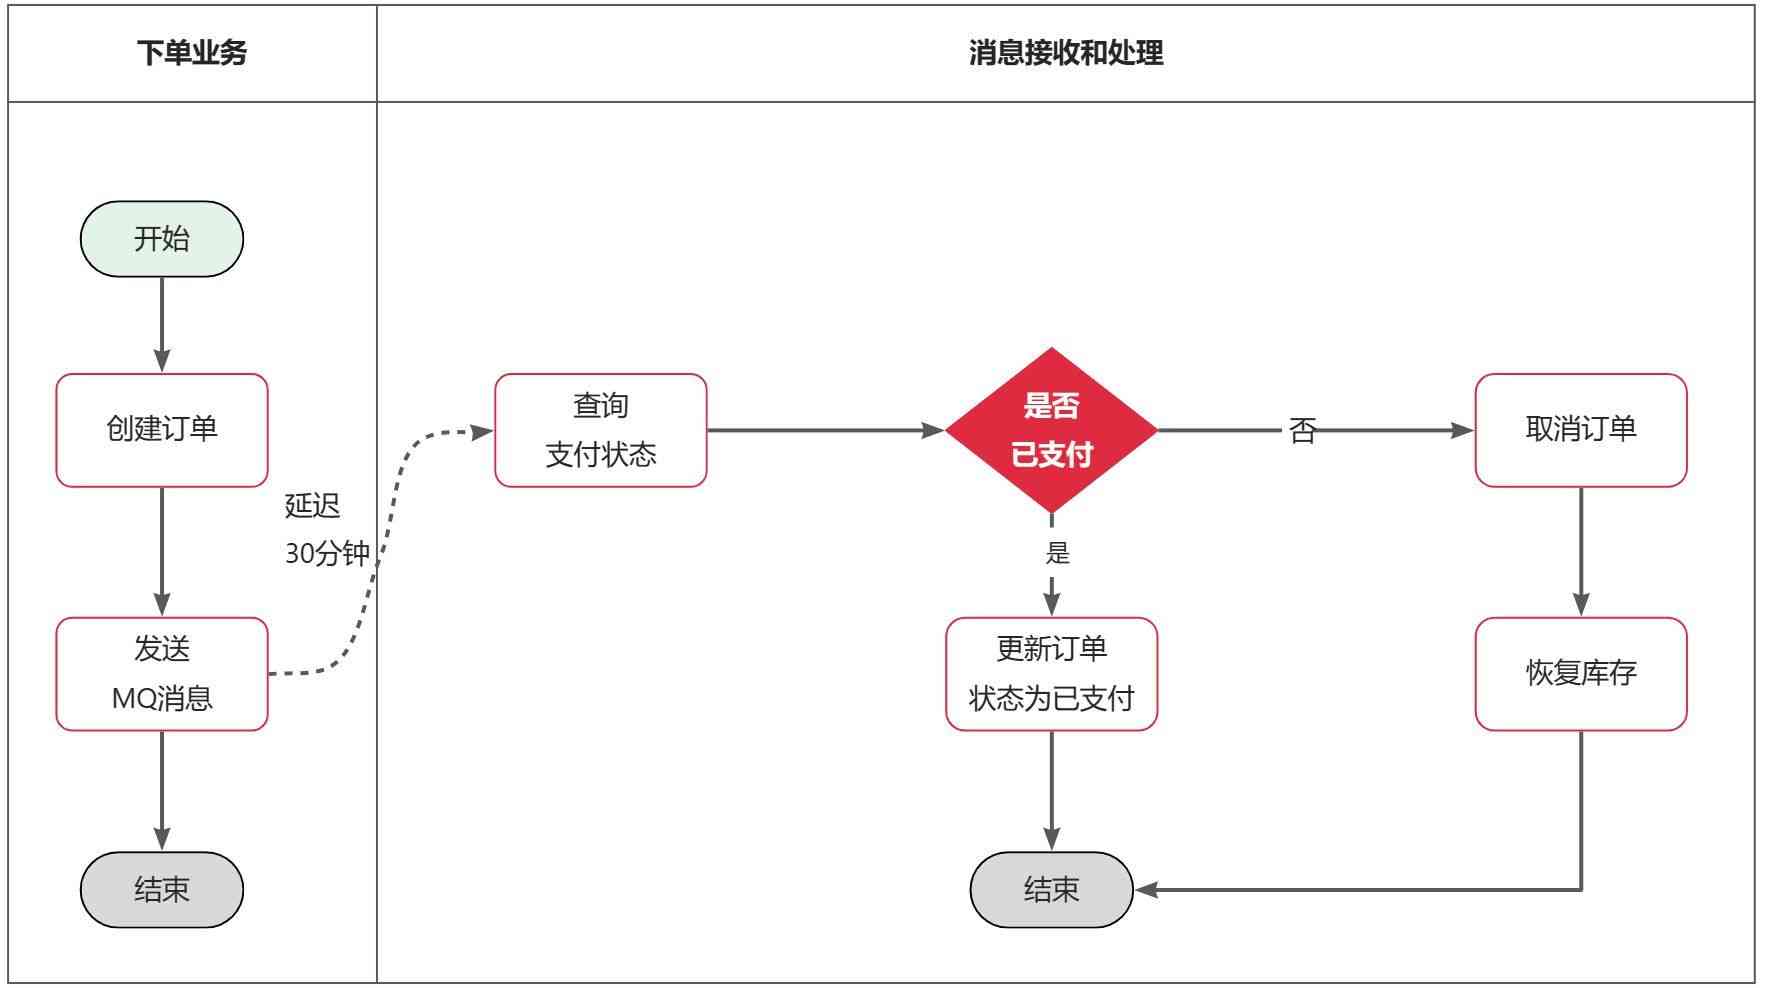 下单业务
消息接收和处理
开始
创建订单
延迟
30分钟
发送
MQ消息
结束
查询
支付状态
是否
已支付
否
取消订单
是
更新订单
状态为已支付
恢复库存
结束